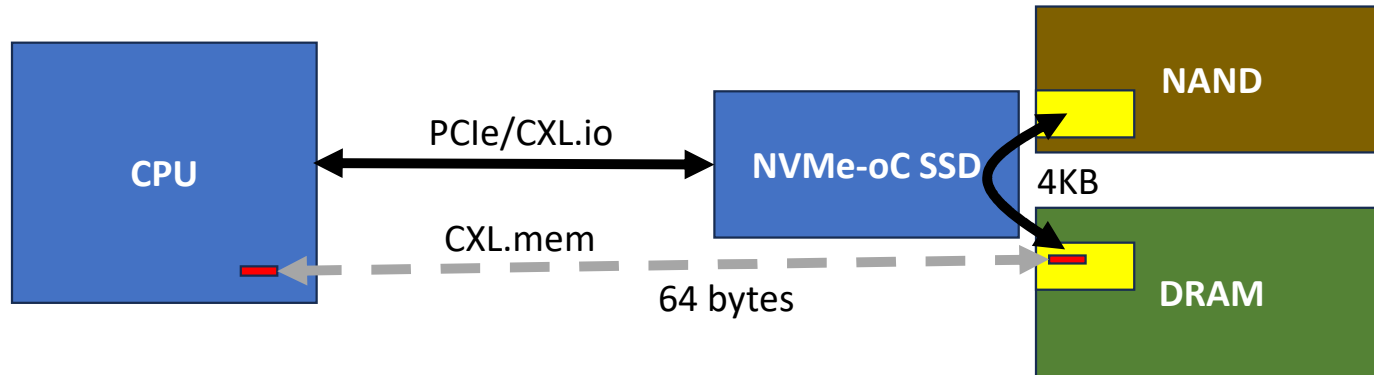 NAND
PCIe/CXL.io
CPU
NVMe-oC SSD
4KB
CXL.mem
64 bytes
DRAM